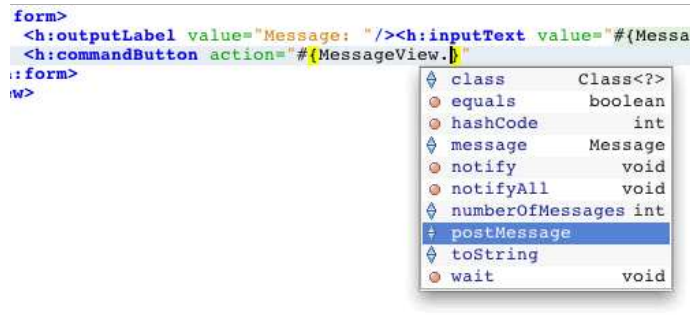 form>
<h:outputLabel value="Message: "/><h:inputText value="#{Messa
<h:commandButton action="#{MessageView.}"
:form>
w>
class Class<?>
equals boolean
hashCode int
message Message
notify void
notifyAll void
numberOfMessages int
postMessage
toString
wait void